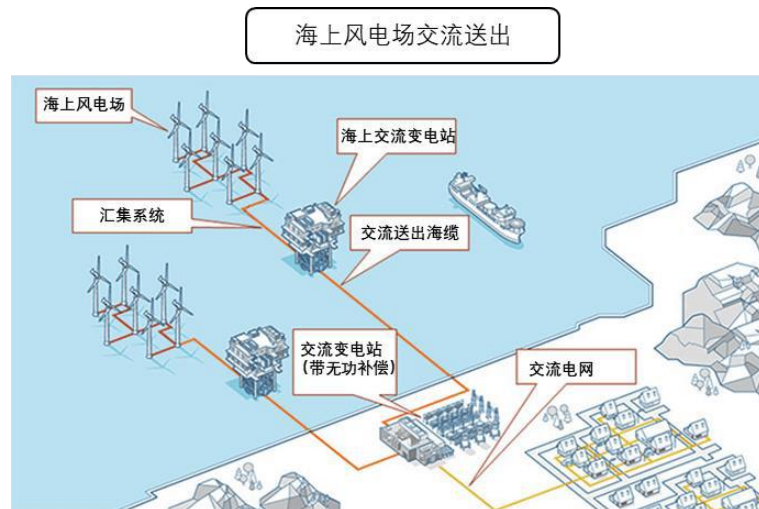 海上风电场交流送出
海上风电场
海上交流变电站
汇集系统
交流送出海缆
交流变电站
(带无功补偿)
交流电网